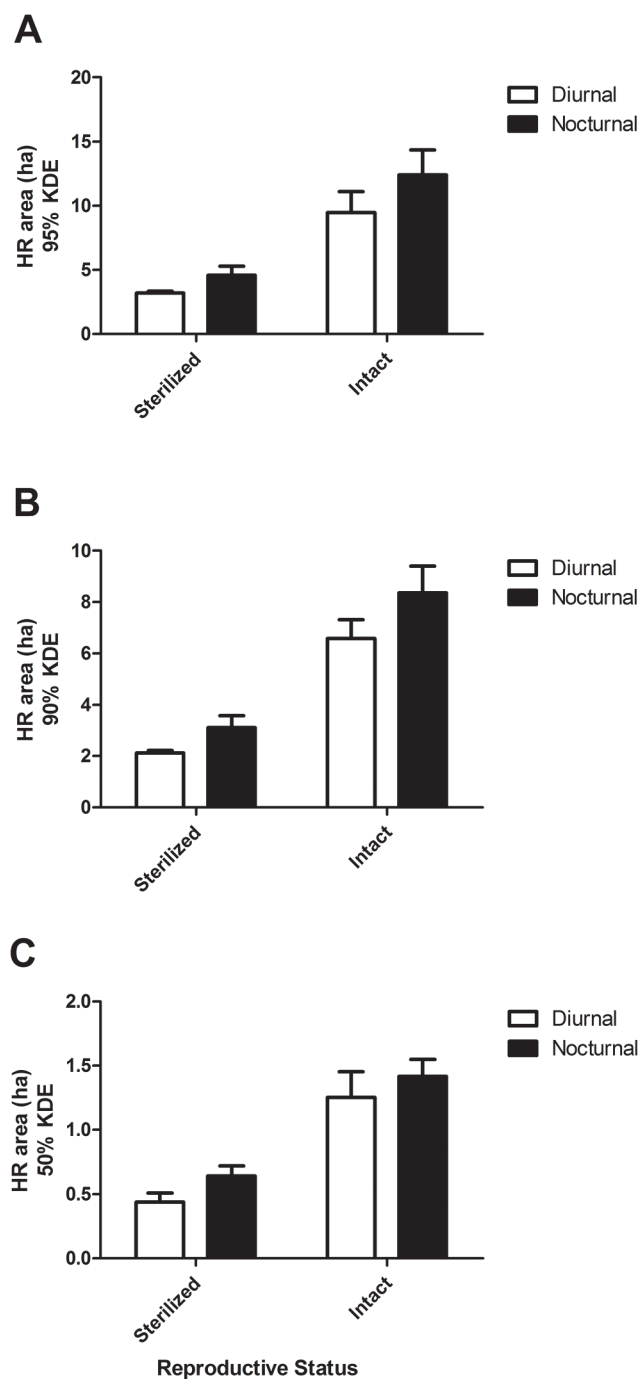 A
20
15
10
5
0
HR area (ha)
95% KDE
Sterilized
Intact
Diurnal
Nocturnal
B
10
8
6
4
2
0
HR area (ha)
90% KDE
Sterilized
Intact
Diurnal
Nocturnal
C
2.0
1.5
1.0
0.5
0.0
HR area (ha)
50% KDE
Sterilized
Intact
Diurnal
Nocturnal
Reproductive Status